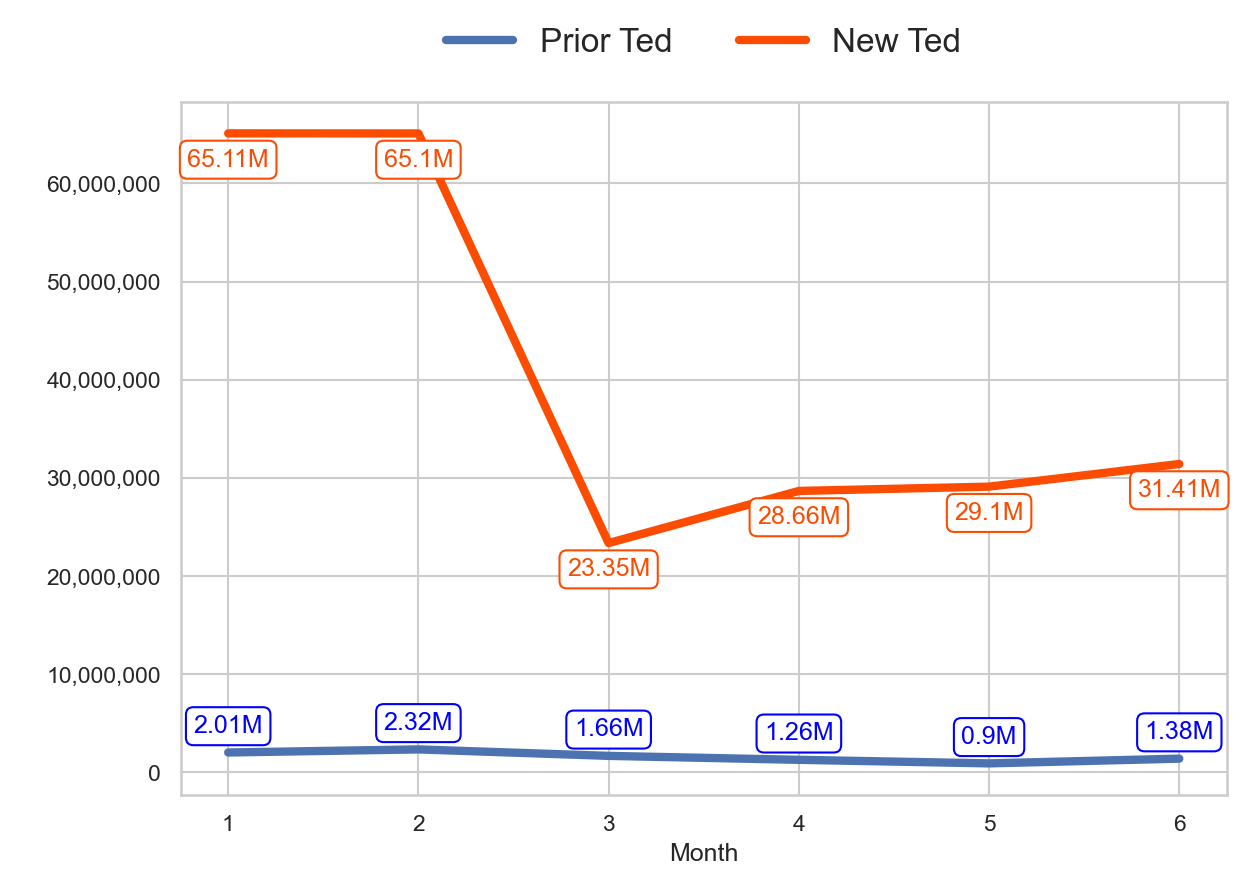 Prior Ted New Ted
65.11M 65.1M
60,000,000
50,000,000
40,000,000
30,000,000
31.41M
28.66M 29.1M
23.35M
20,000,000
10,000,000
2.01M 2.32M 1.66M 1.26M 0.9M 1.38M
0
1 2 3 4 5 6
Month